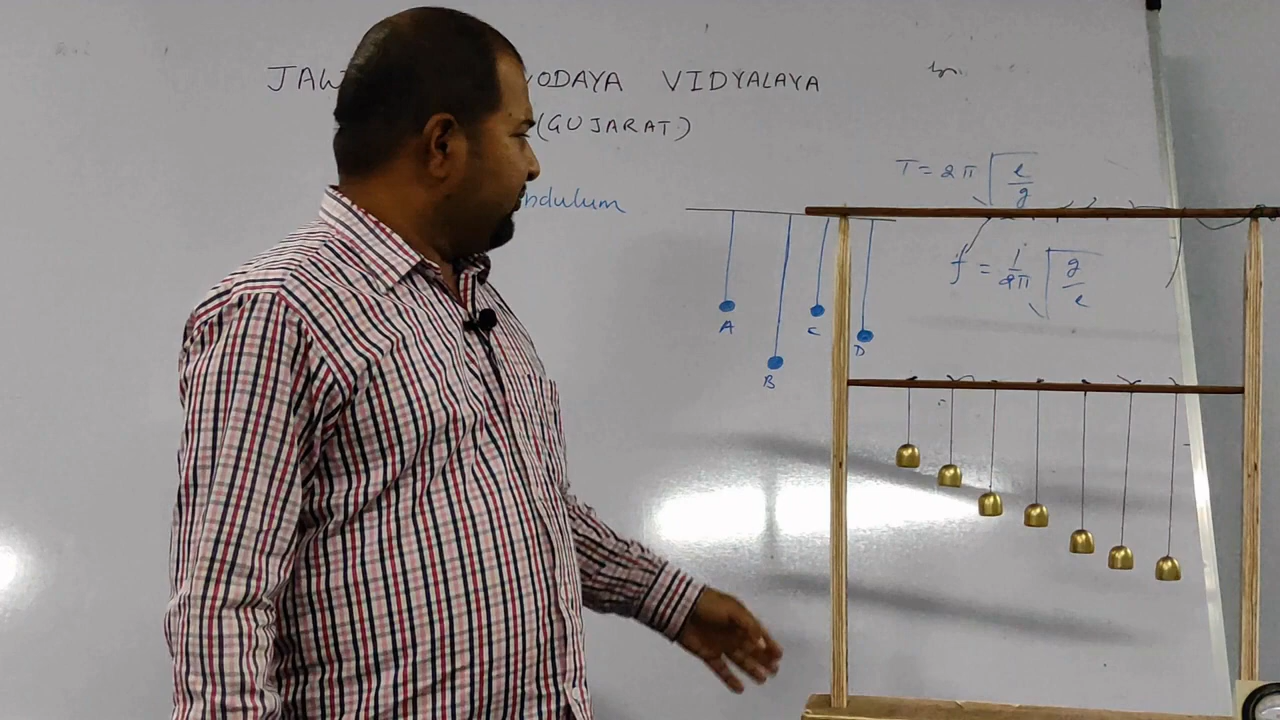 JAW ODAYA VIDYALAYA
(GUJARAT)
ndulum
T = 2π √(l/g)
f = 1/2π √(g/l)
A
C
D
B